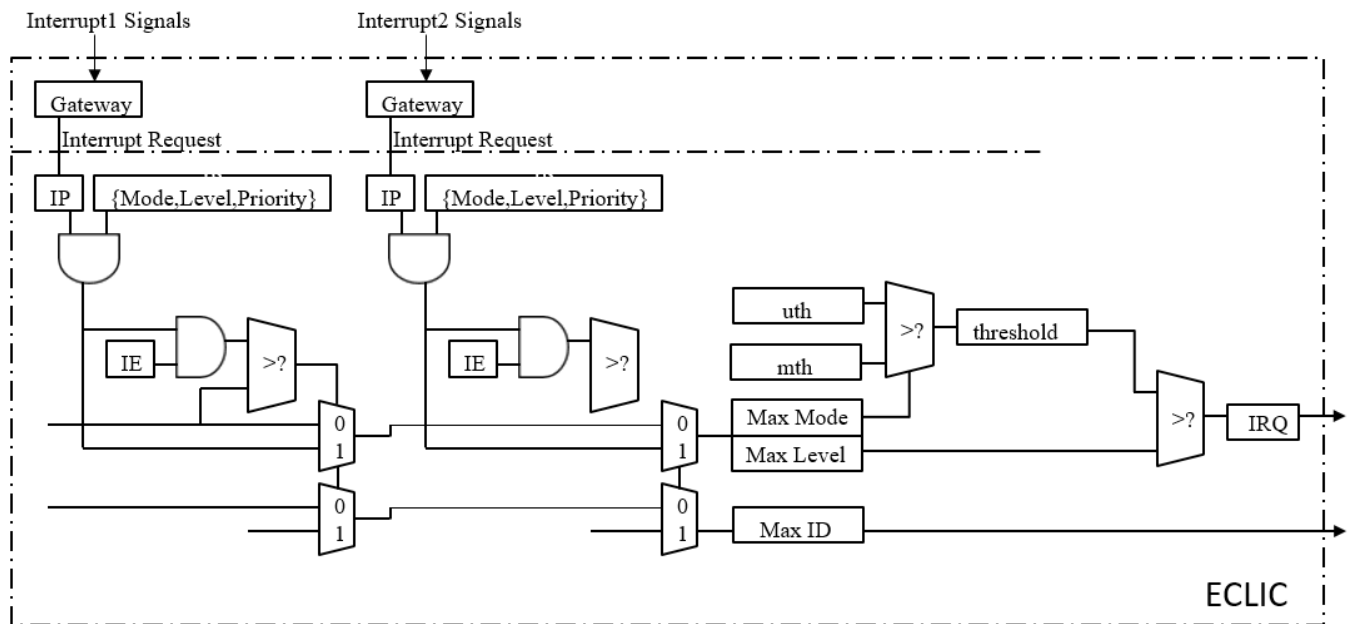 Interrupt1 Signals
Interrupt2 Signals
Gateway
Gateway
Interrupt Request
Interrupt Request
IP
{Mode,Level,Priority}
IP
{Mode,Level,Priority}
uth
>?
threshold
IE
>?
IE
>?
mth
0
1
0
1
Max Mode
Max Level
>?
IRQ
0
1
0
1
Max ID
ECLIC